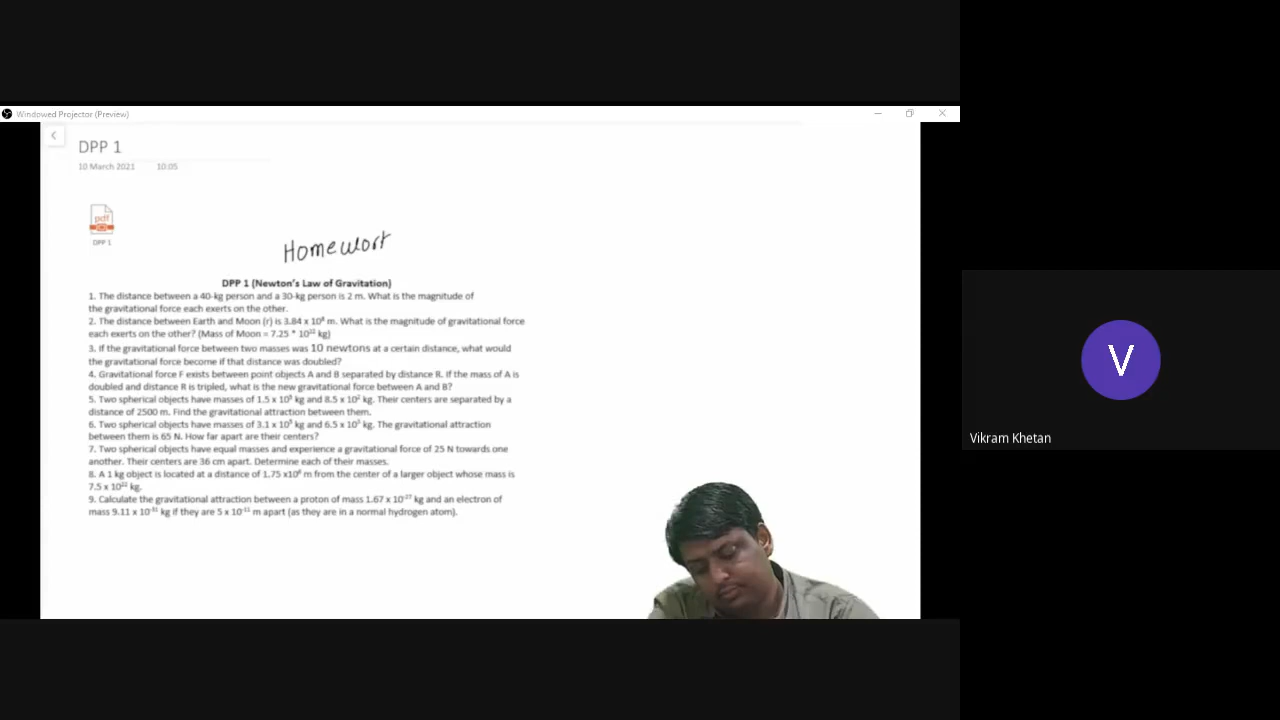 Windowed Projector (Preview)
DPP 1
10 March 2021 10:05
pdf
DPP 1
Homework
DPP 1 (Newton's Law of Gravitation)
1. The distance between a 40-kg person and a 30-kg person is 2 m. What is the magnitude of
the gravitational force each exerts on the other.
2. The distance between Earth and Moon (r) is 3.84 x 10⁸ m. What is the magnitude of gravitational force
each exerts on the other? (Mass of Moon = 7.25 * 10²² kg)
3. If the gravitational force between two masses was 10 newtons at a certain distance, what would
the gravitational force become if that distance was doubled?
4. Gravitational force F exists between point objects A and B separated by distance R. If the mass of A is
doubled and distance R is tripled, what is the new gravitational force between A and B?
5. Two spherical objects have masses of 1.5 x 10⁵ kg and 8.5 x 10² kg. Their centers are separated by a
distance of 2500 m. Find the gravitational attraction between them.
6. Two spherical objects have masses of 3.1 x 10⁵ kg and 6.5 x 10³ kg. The gravitational attraction
between them is 65 N. How far apart are their centers?
7. Two spherical objects have equal masses and experience a gravitational force of 25 N towards one
another. Their centers are 36 cm apart. Determine each of their masses.
8. A 1 kg object is located at a distance of 1.75 x10⁶ m from the center of a larger object whose mass is
7.5 x 10²² kg.
9. Calculate the gravitational attraction between a proton of mass 1.67 x 10⁻²⁷ kg and an electron of
mass 9.11 x 10⁻³¹ kg if they are 5 x 10⁻¹¹ m apart (as they are in a normal hydrogen atom).
V
Vikram Khetan